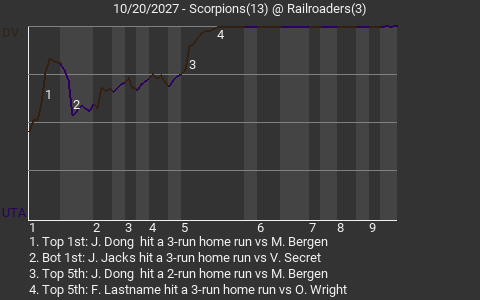 10/20/2027 - Scorpions(13) @ Railroaders(3)
DV
4
3
1
2
UTA
1 2 3 4 5 6 7 8 9
1. Top 1st: J. Dong hit a 3-run home run vs M. Bergen
2. Bot 1st: J. Jacks hit a 3-run home run vs V. Secret
3. Top 5th: J. Dong hit a 2-run home run vs M. Bergen
4. Top 5th: F. Lastname hit a 3-run home run vs O. Wright